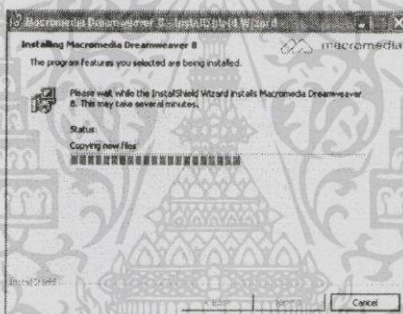 Macromedia Dreamweaver 8 - InstallShield Wizard
Installing Macromedia Dreamweaver 8
macromedia
The program features you selected are being installed.
Please wait while the InstallShield Wizard installs Macromedia Dreamweaver
8. This may take several minutes.
Status:
Copying new files
InstallShield
< Back
Next >
Cancel